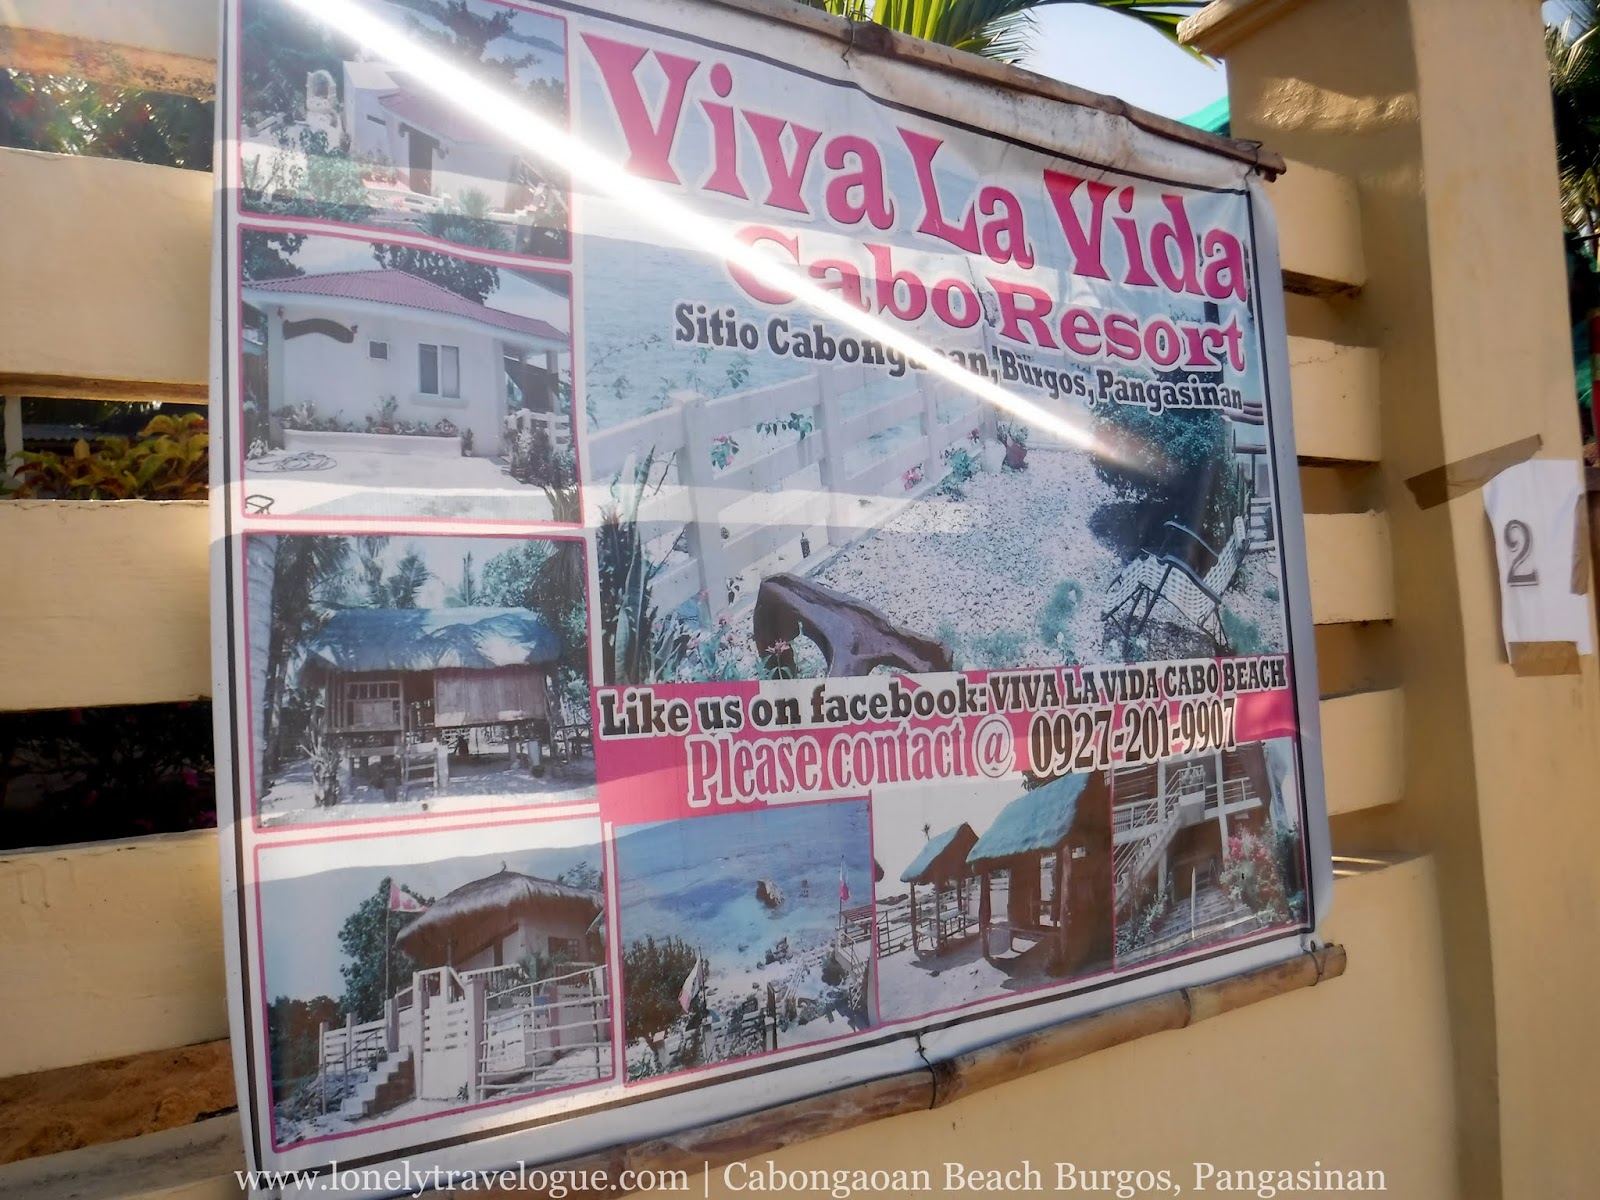 Viva La Vida
Cabo Resort
Sitio Cabongaoan, Burgos, Pangasinan
Like us on facebook: VIVA LA VIDA CABO BEACH
Please contact @ 0927-201-9907
2
www.lonelytravelogue.com | Cabongaoan Beach Burgos, Pangasinan